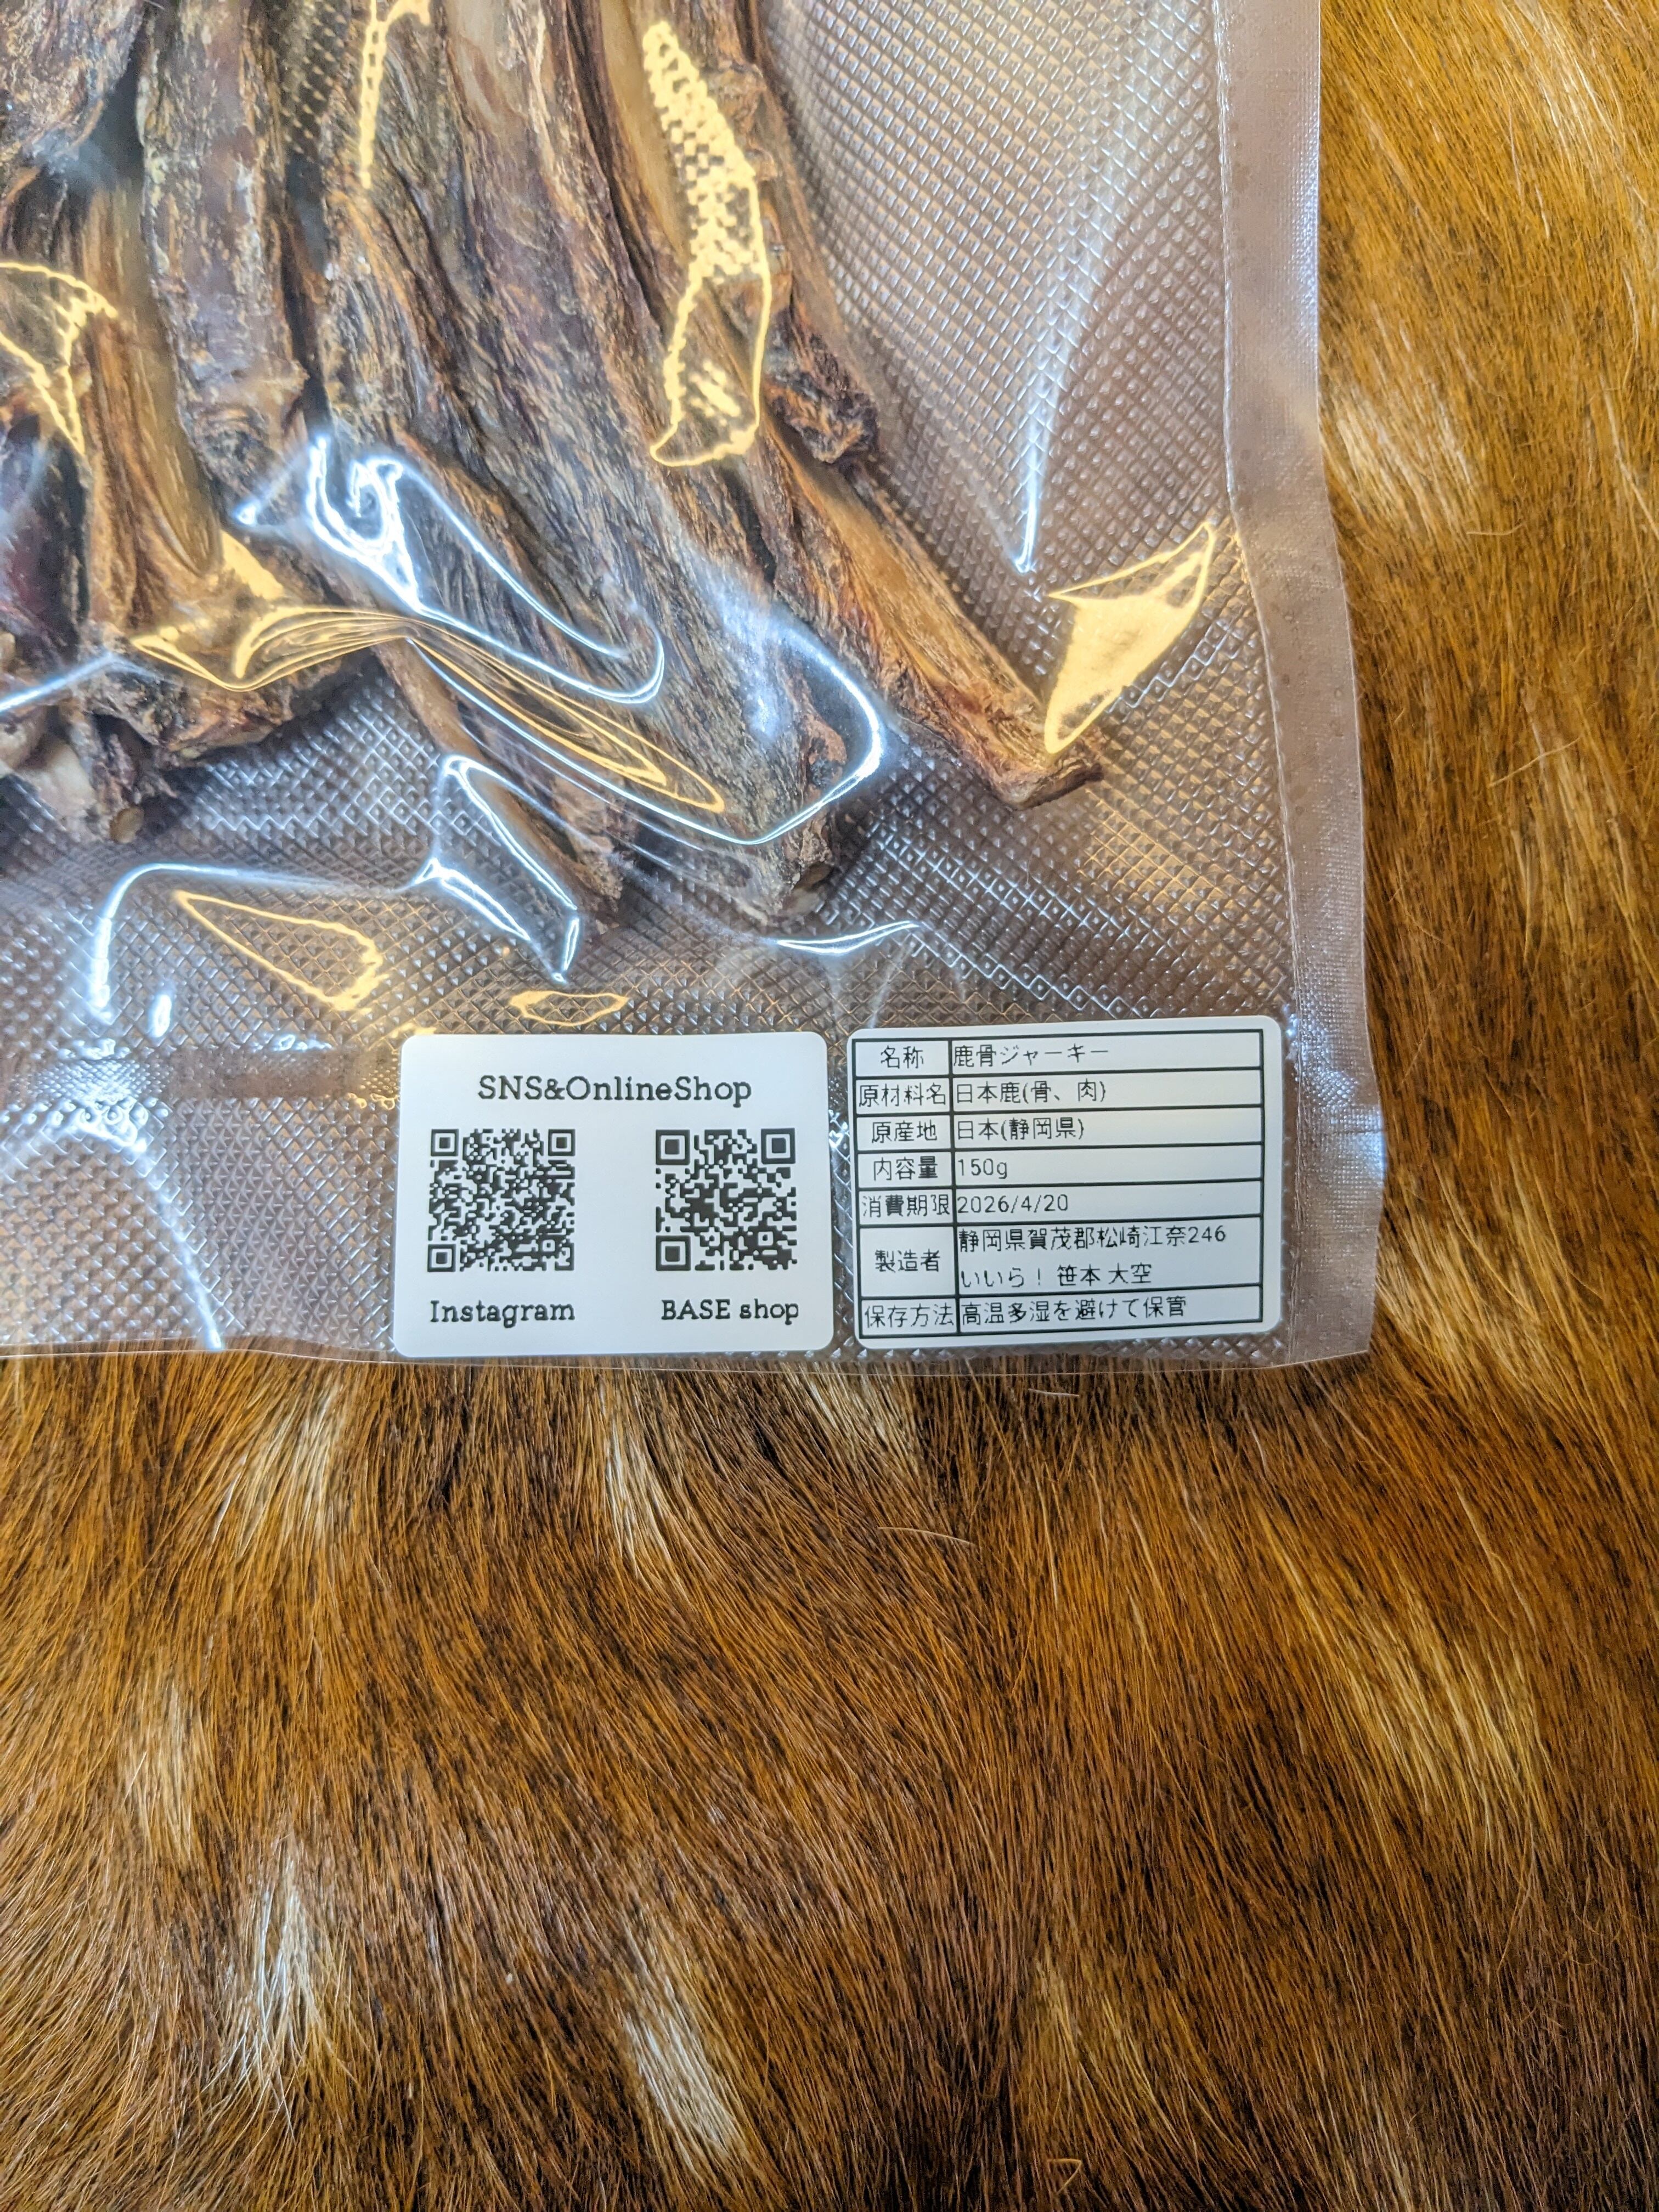 SNS&OnlineShop
Instagram
BASE shop
名称 鹿骨ジャーキー
原材料名 日本鹿(骨、肉)
原産地 日本(静岡県)
内容量 150g
消費期限 2026/4/20
製造者 静岡県賀茂郡松崎江奈246
いいら！ 笹本 大空
保存方法 高温多湿を避けて保管